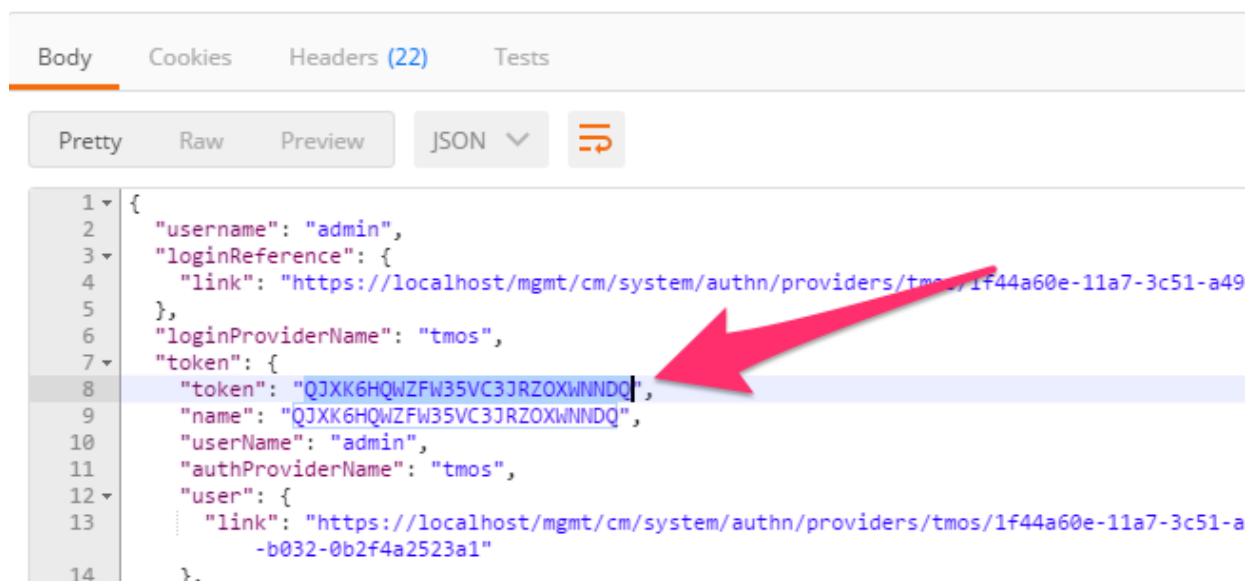 Body Cookies Headers (22) Tests
Pretty Raw Preview JSON
1 {
2 "username": "admin",
3 "loginReference": {
4 "link": "https://localhost/mgmt/cm/system/authn/providers/tmos/1f44a60e-11a7-3c51-a49
5 },
6 "loginProviderName": "tmos",
7 "token": {
8 "token": "QJXK6HQWZFW35VC3JRZOXWNNDQ",
9 "name": "QJXK6HQWZFW35VC3JRZOXWNNDQ",
10 "userName": "admin",
11 "authProviderName": "tmos",
12 "user": {
13 "link": "https://localhost/mgmt/cm/system/authn/providers/tmos/1f44a60e-11a7-3c51-a
-b032-0b2f4a2523a1"
14 },